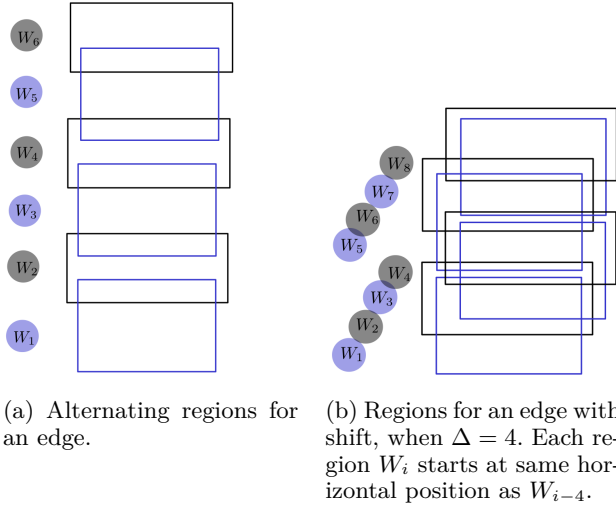 W₆
W₅
W₄
W₃
W₂
W₁
W₈
W₇
W₆
W₅
W₄
W₃
W₂
W₁
(a) Alternating regions for
an edge.
(b) Regions for an edge with
shift, when Δ = 4. Each re-
gion Wᵢ starts at same hor-
izontal position as Wᵢ₋₄.